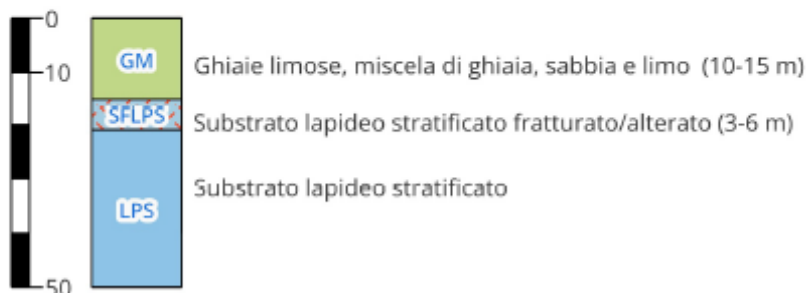 0
GM
10
Ghiaie limose, miscela di ghiaia, sabbia e limo (10-15 m)
SFLPS
Substrato lapideo stratificato fratturato/alterato (3-6 m)
Substrato lapideo stratificato
LPS
50